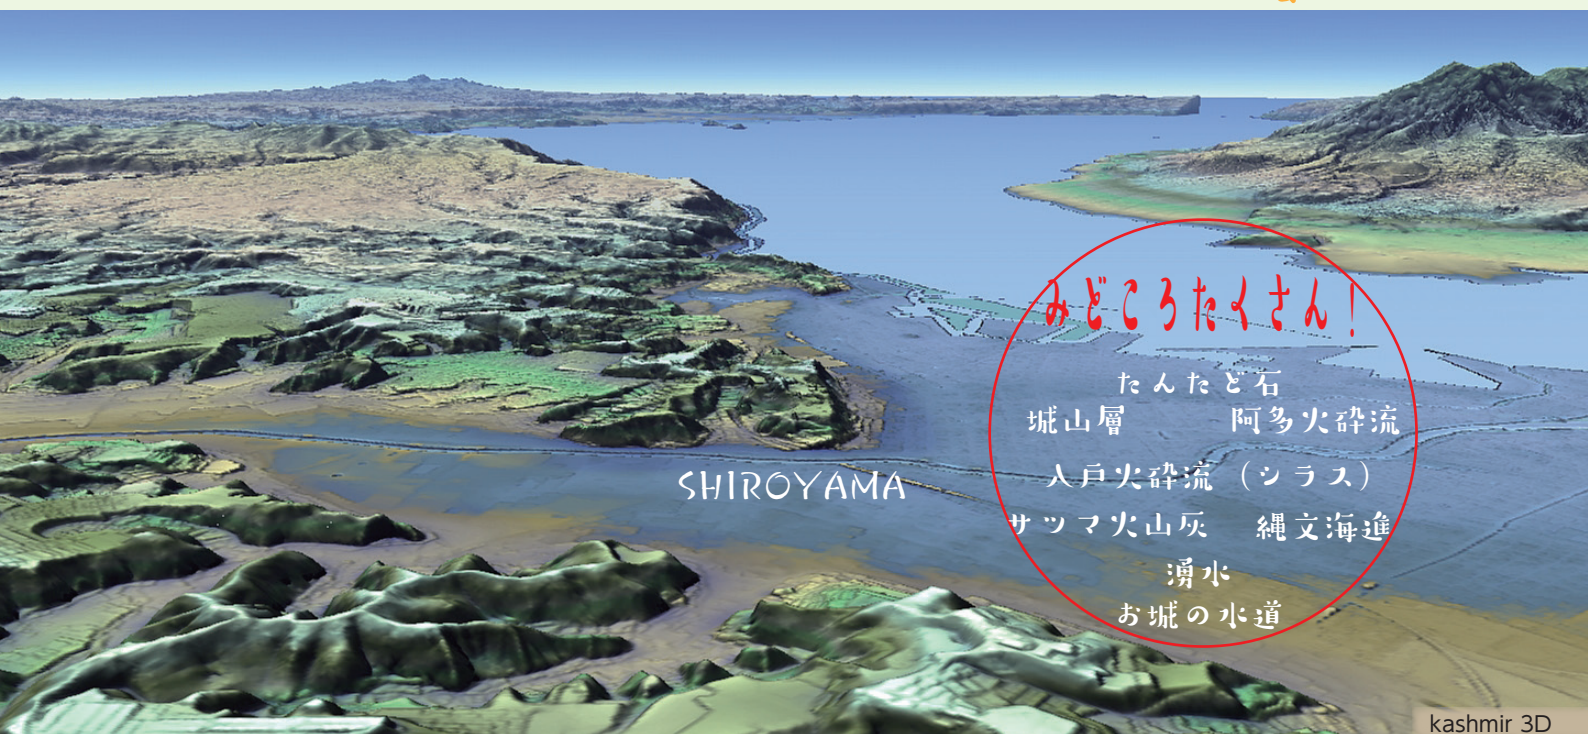 みどころたくさん!
たんたど石
城山層 阿多火砕流
入戸火砕流(シラス)
SHIROYAMA
サツマ火山灰 縄文海進
湧水
お城の水道
kashmir 3D